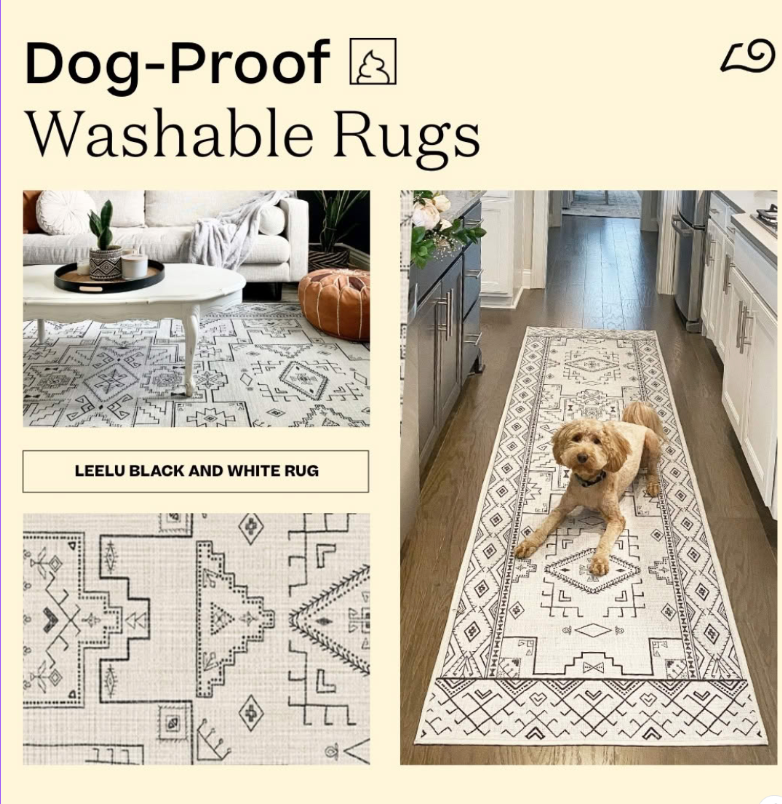 Dog-Proof
Washable Rugs
LEELU BLACK AND WHITE RUG